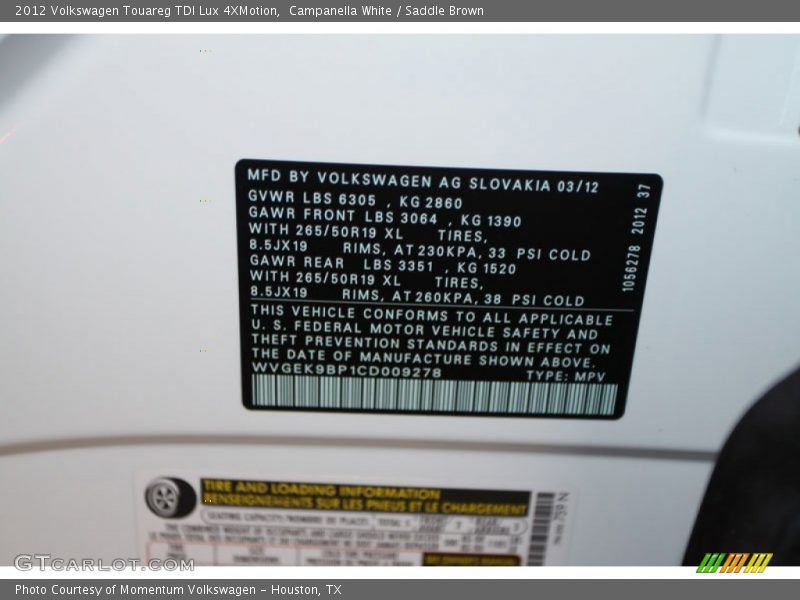 2012 Volkswagen Touareg TDI Lux 4XMotion,  Campanella White / Saddle Brown
MFD BY VOLKSWAGEN AG SLOVAKIA 03/12
GVWR LBS 6305 , KG 2860
GAWR FRONT LBS 3064 , KG 1390
WITH 265/50R19 XL TIRES,
8.5JX19 RIMS, AT 230KPA, 33 PSI COLD
GAWR REAR LBS 3351 , KG 1520
WITH 265/50R19 XL TIRES,
8.5JX19 RIMS, AT 260KPA, 38 PSI COLD
THIS VEHICLE CONFORMS TO ALL APPLICABLE
U. S. FEDERAL MOTOR VEHICLE SAFETY AND
THEFT PREVENTION STANDARDS IN EFFECT ON
THE DATE OF MANUFACTURE SHOWN ABOVE.
WVGEK9BP1CD009278 TYPE: MPV
1056278 2012 37
TIRE AND LOADING INFORMATION
RENSEIGNEMENTS SUR LES PNEUS ET LE CHARGEMENT
GTCarLot.com
Photo Courtesy of Momentum Volkswagen - Houston, TX